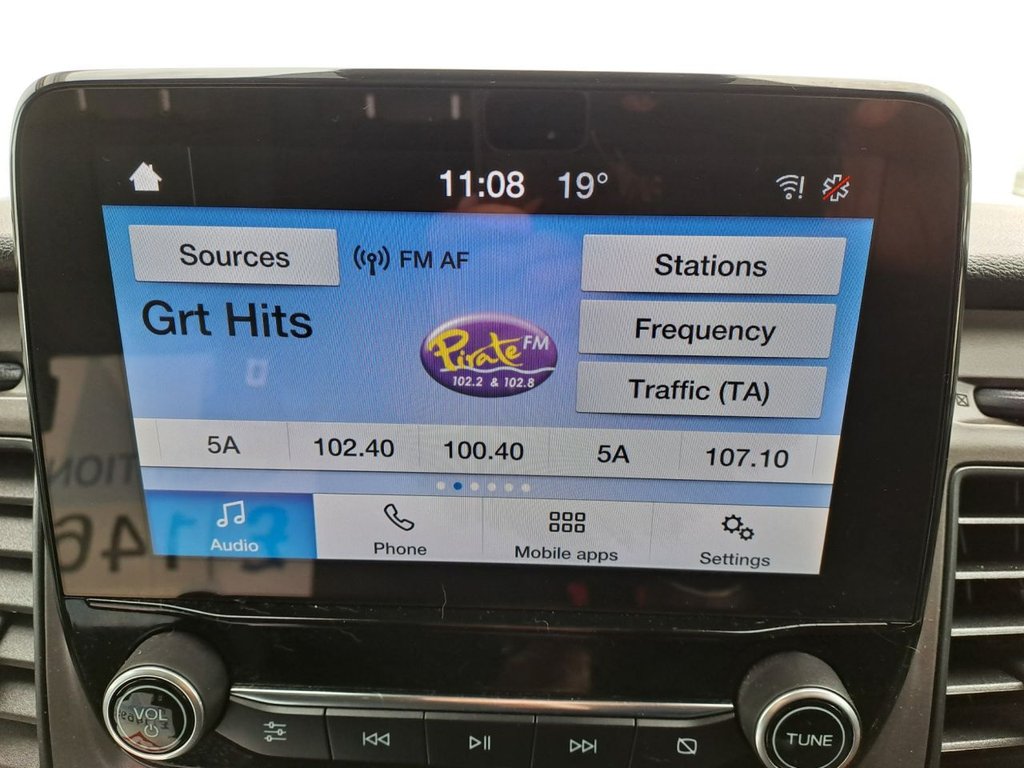 11:08 19°
Sources
FM AF
Stations
Grt Hits
Frequency
Pirate FM
102.2 & 102.8
Traffic (TA)
5A 102.40 100.40 5A 107.10
Audio
Phone
Mobile apps
Settings
VOL
TUNE